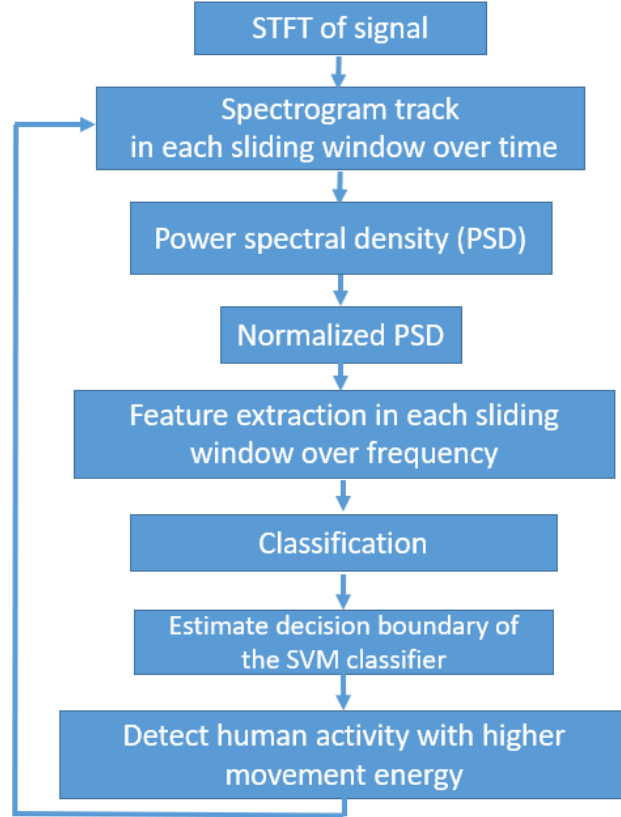 STFT of signal
Spectrogram track
in each sliding window over time
Power spectral density (PSD)
Normalized PSD
Feature extraction in each sliding
window over frequency
Classification
Estimate decision boundary of
the SVM classifier
Detect human activity with higher
movement energy